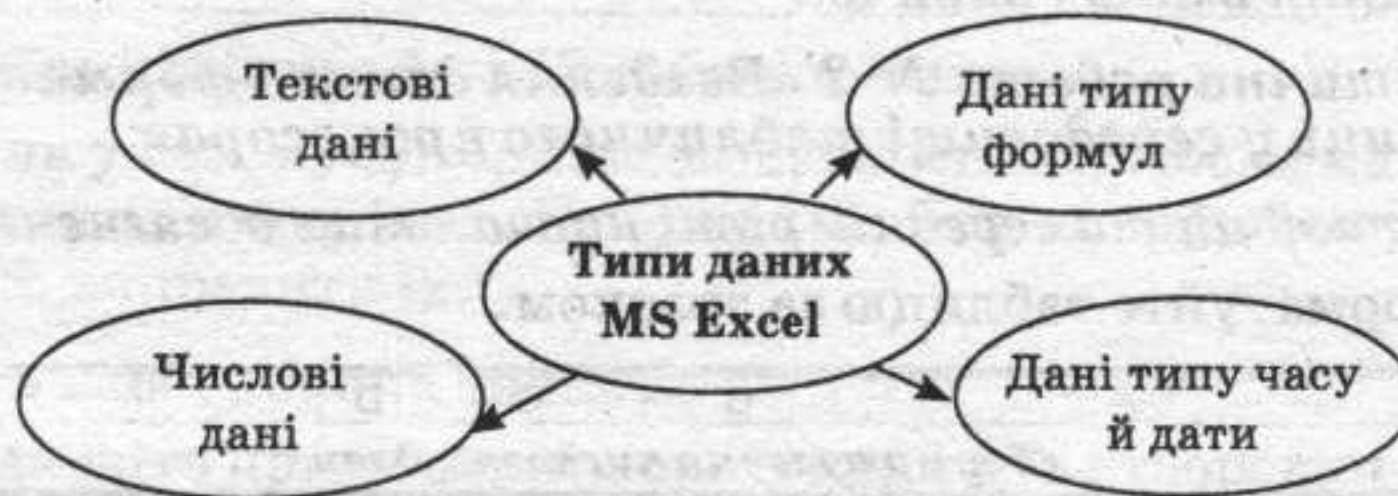 Текстові
дані
Дані типу
формул
Типи даних
MS Excel
Числові
дані
Дані типу часу
й дати